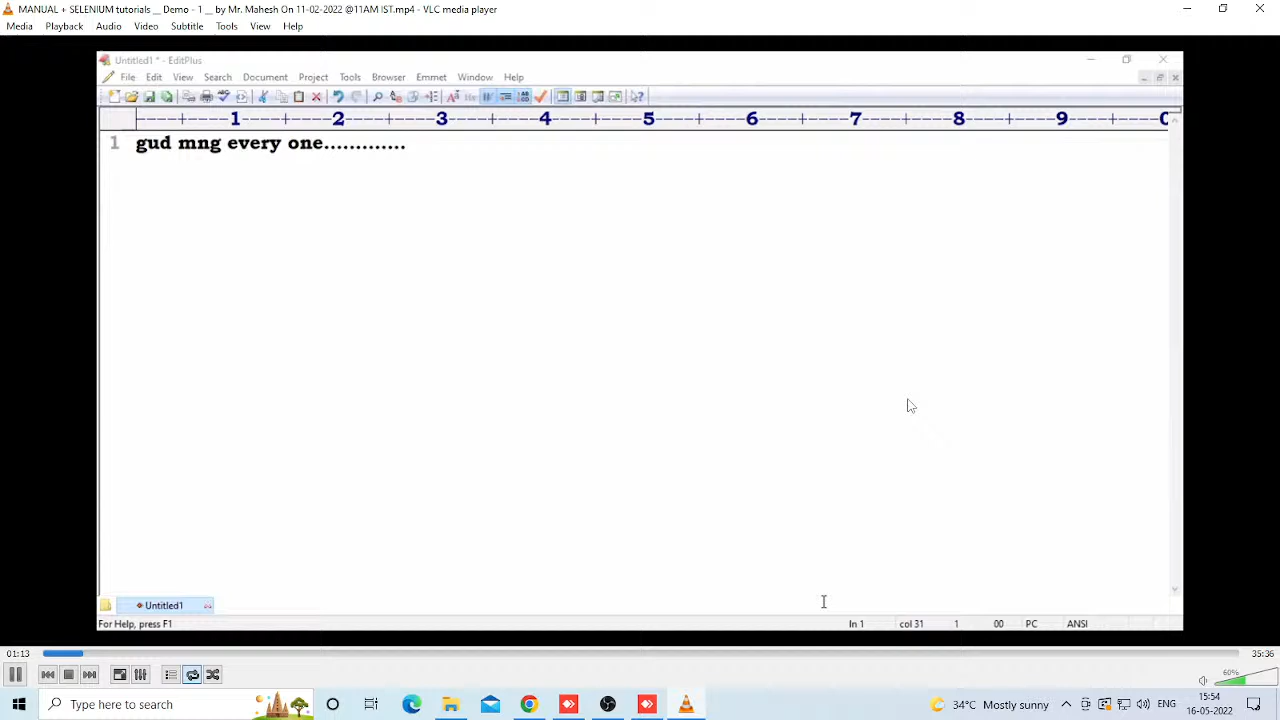 MANUAL + SELENIUM tutorials __ Demo - 1 __ by Mr. Mahesh On 11-02-2022 @11AM IST.mp4 - VLC media player
Media Playback Audio Video Subtitle Tools View Help
Untitled1 * - EditPlus
File Edit View Search Document Project Tools Browser Emmet Window Help
----+----1----+----2----+----3----+----4----+----5----+----6----+----7----+----8----+----9----+----0
1 gud mng every one.............
Untitled1
For Help, press F1 ln 1 col 31 1 00 PC ANSI
01:13 35:36
60%
Type here to search 34°C Mostly sunny ENG 15:54
16-05-2022